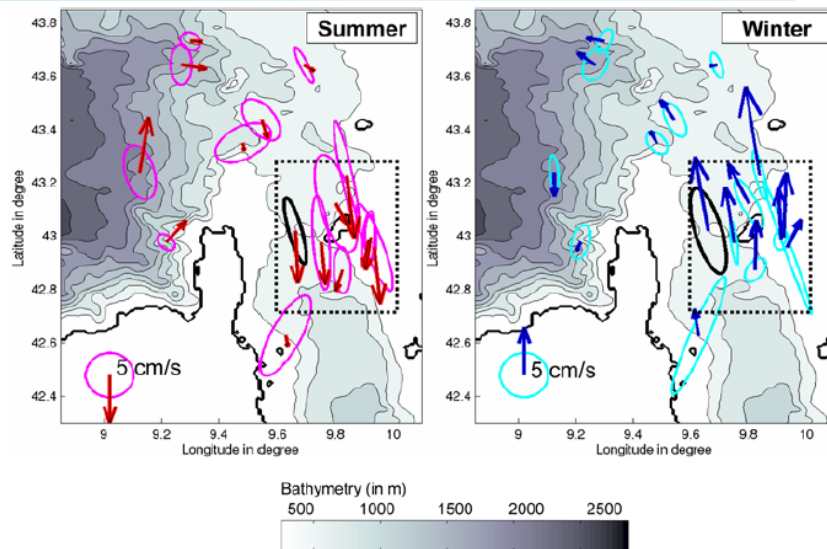 Summer
Winter
43.8
43.6
43.4
43.2
43
42.8
42.6
42.4
Latitude in degree
5 cm/s
9
9.2
9.4
9.6
9.8
10
Longitude in degree
43.8
43.6
43.4
43.2
43
42.8
42.6
42.4
Latitude in degree
5 cm/s
9
9.2
9.4
9.6
9.8
10
Longitude in degree
Bathymetry (in m)
500 1000 1500 2000 2500